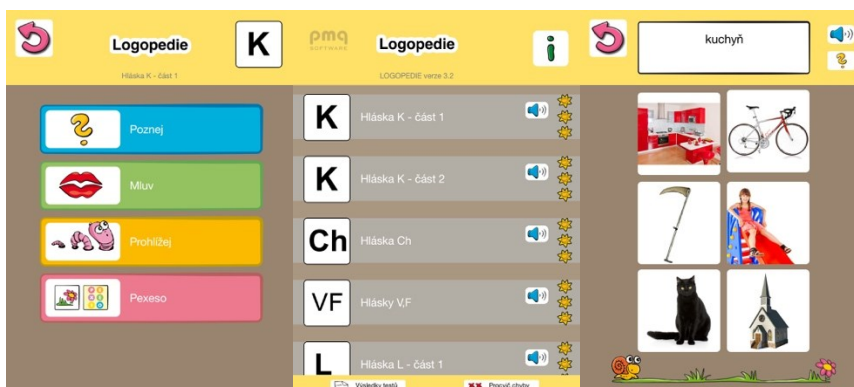 Logopedie
K
Hláska K - část 1
Poznej
Mluv
Prohlížej
Pexeso
pmq
SOFTWARE
Logopedie
i
LOGOPEDIE verze 3.2
K
Hláska K - část 1
K
Hláska K - část 2
Ch
Hláska Ch
VF
Hlásky V,F
L
Hláska L - část 1
Výsledky testů
Procvič chyby
kuchyň